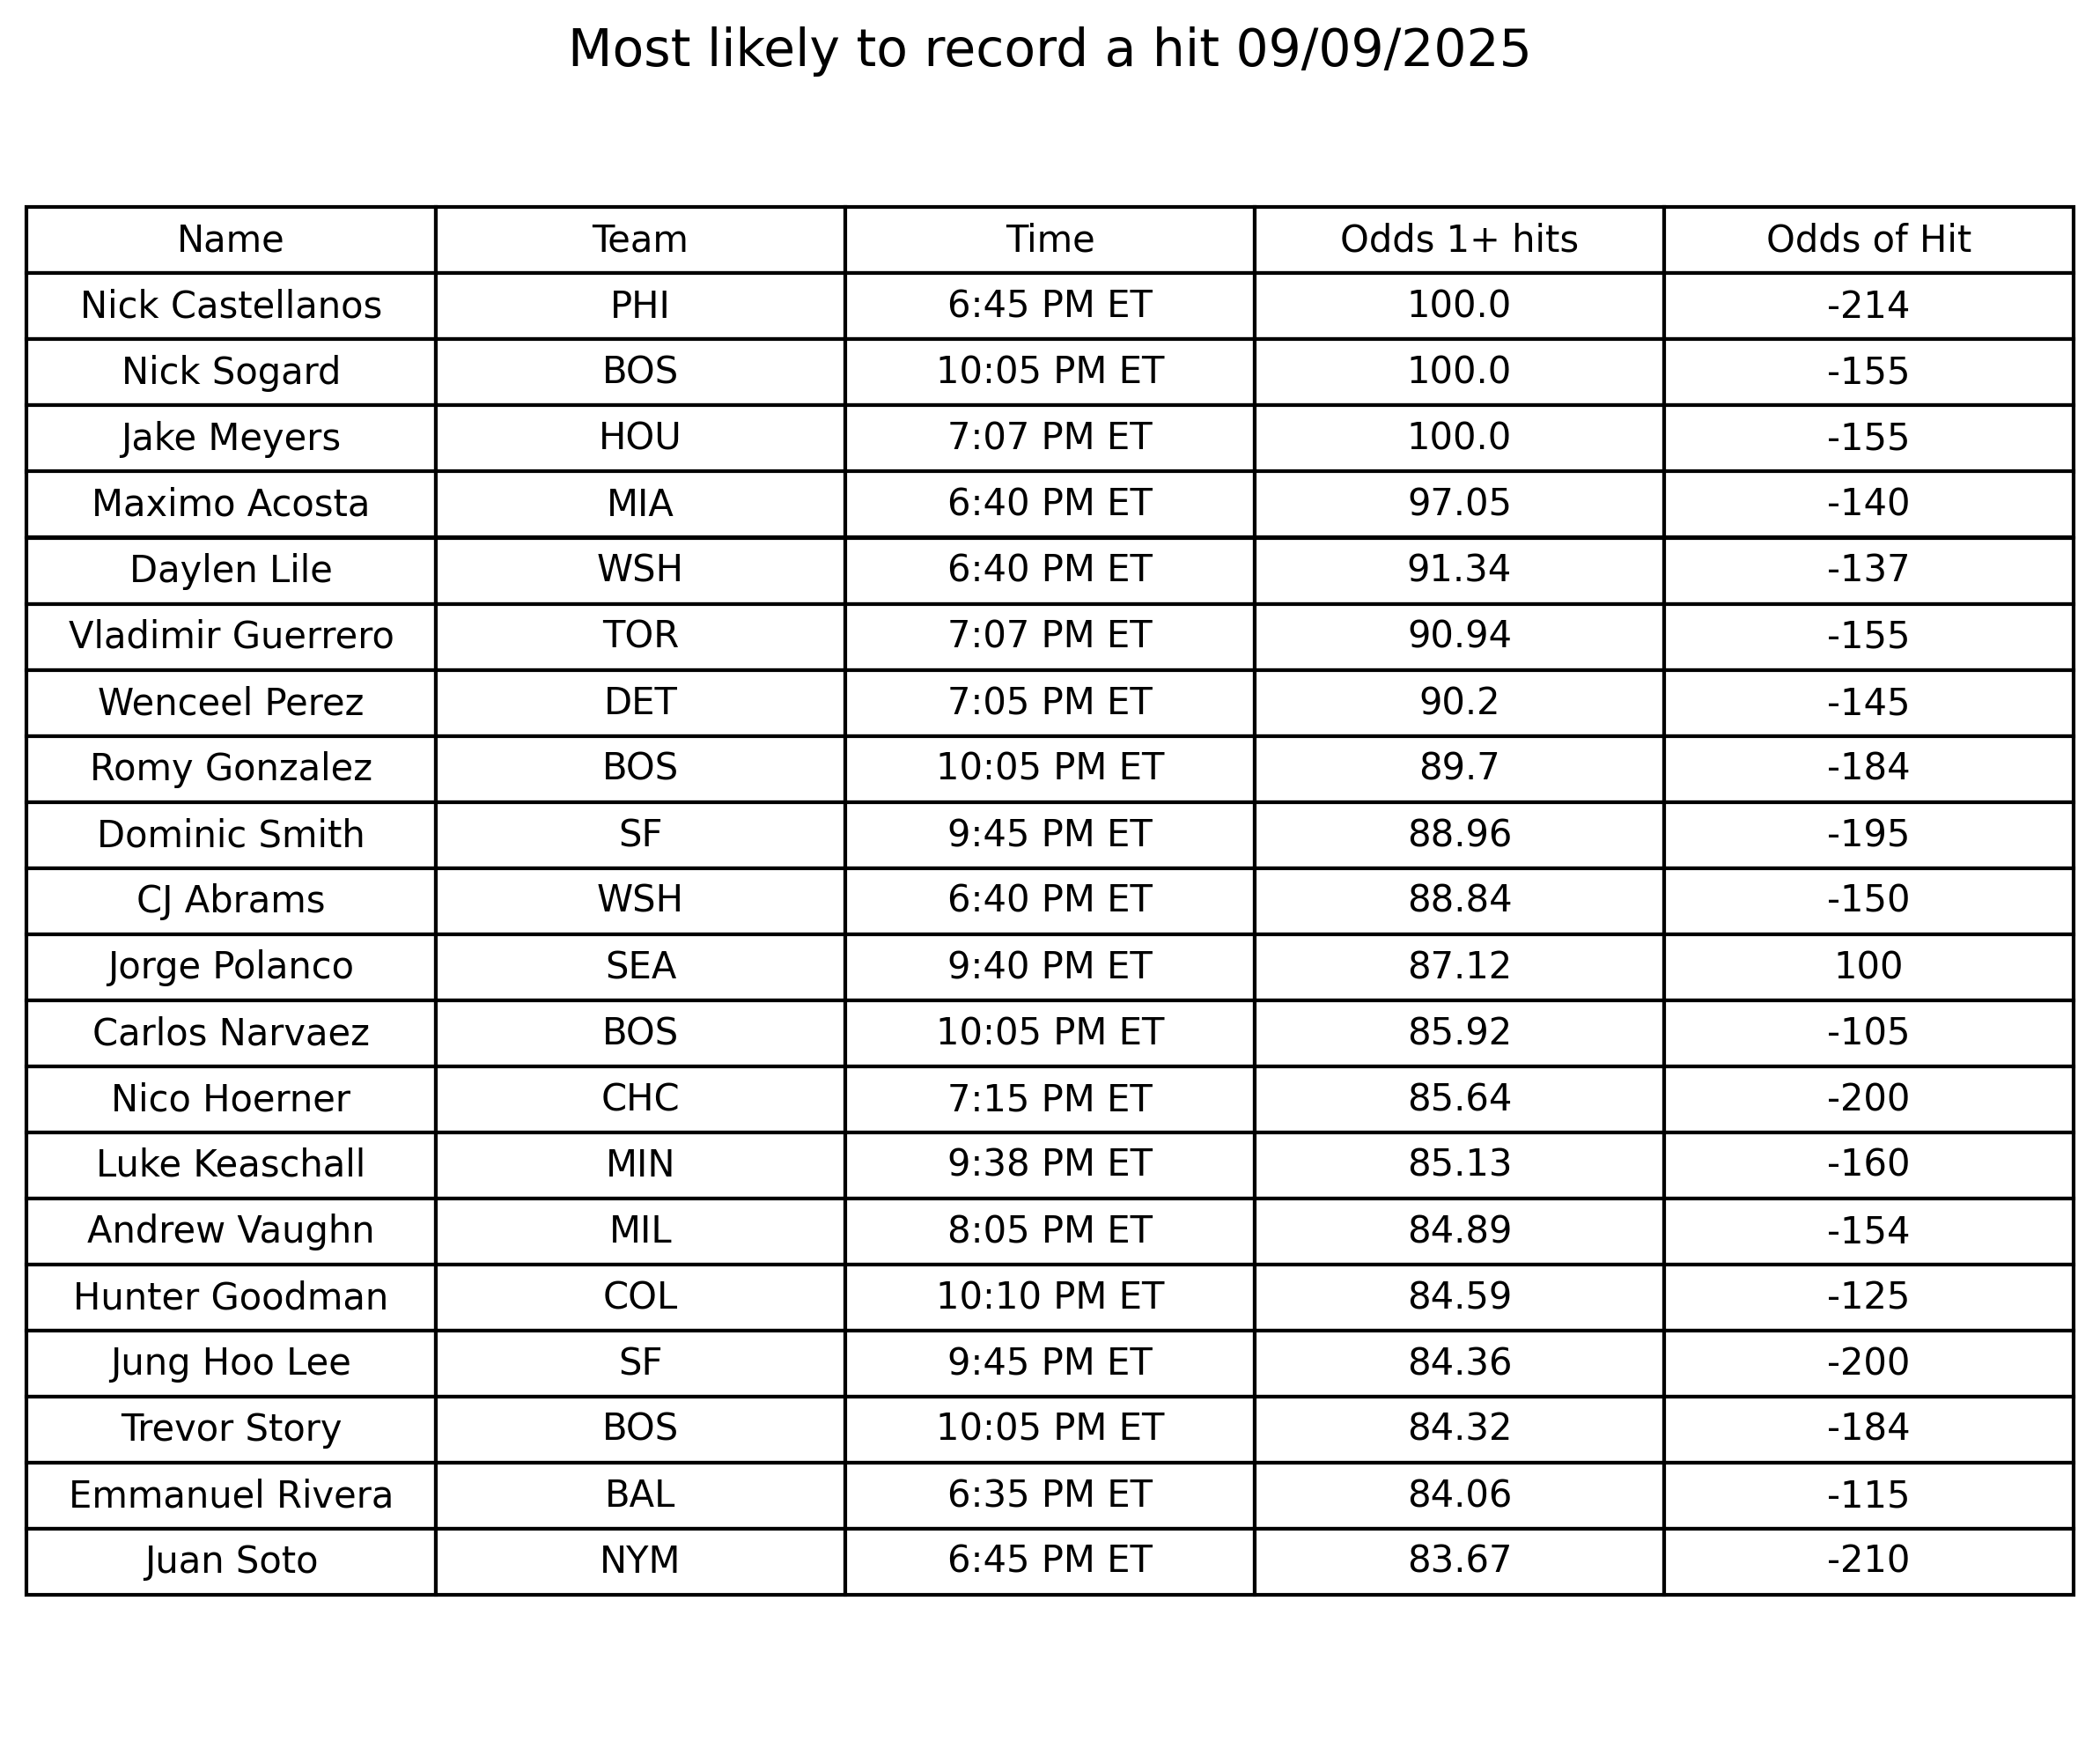 Most likely to record a hit 09/09/2025
Name Team Time Odds 1+ hits Odds of Hit
Nick Castellanos PHI 6:45 PM ET 100.0 -214
Nick Sogard BOS 10:05 PM ET 100.0 -155
Jake Meyers HOU 7:07 PM ET 100.0 -155
Maximo Acosta MIA 6:40 PM ET 97.05 -140
Daylen Lile WSH 6:40 PM ET 91.34 -137
Vladimir Guerrero TOR 7:07 PM ET 90.94 -155
Wenceel Perez DET 7:05 PM ET 90.2 -145
Romy Gonzalez BOS 10:05 PM ET 89.7 -184
Dominic Smith SF 9:45 PM ET 88.96 -195
CJ Abrams WSH 6:40 PM ET 88.84 -150
Jorge Polanco SEA 9:40 PM ET 87.12 100
Carlos Narvaez BOS 10:05 PM ET 85.92 -105
Nico Hoerner CHC 7:15 PM ET 85.64 -200
Luke Keaschall MIN 9:38 PM ET 85.13 -160
Andrew Vaughn MIL 8:05 PM ET 84.89 -154
Hunter Goodman COL 10:10 PM ET 84.59 -125
Jung Hoo Lee SF 9:45 PM ET 84.36 -200
Trevor Story BOS 10:05 PM ET 84.32 -184
Emmanuel Rivera BAL 6:35 PM ET 84.06 -115
Juan Soto NYM 6:45 PM ET 83.67 -210